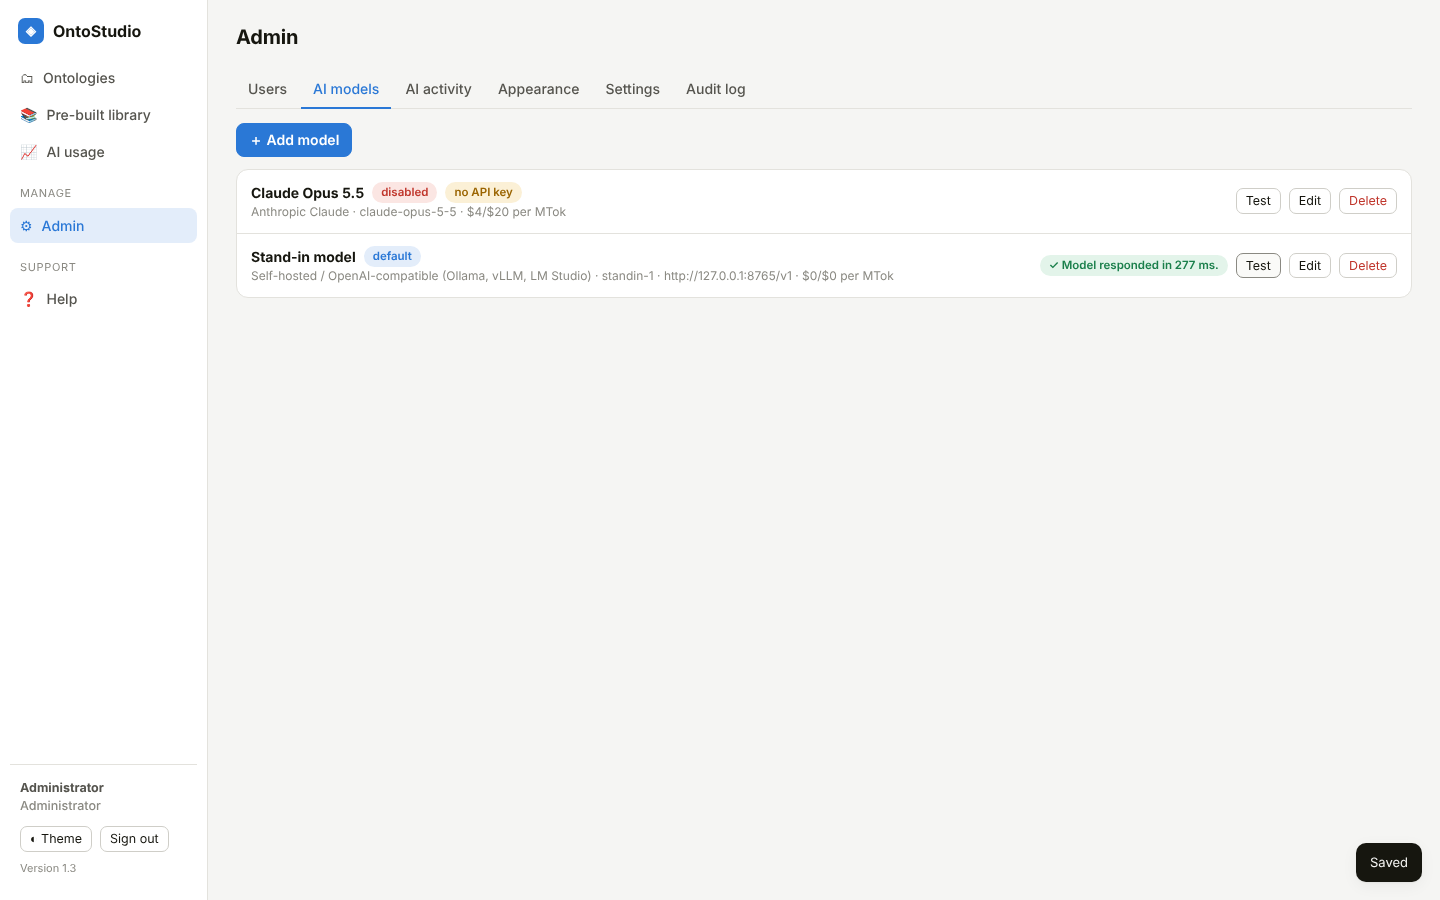 OntoStudio
Ontologies
Pre-built library
AI usage
MANAGE
Admin
SUPPORT
Help
Administrator
Administrator
Theme
Sign out
Version 1.3
Admin
Users
AI models
AI activity
Appearance
Settings
Audit log
+ Add model
Claude Opus 5.5 disabled no API key
Anthropic Claude · claude-opus-5-5 · $4/$20 per MTok
Test Edit Delete
Stand-in model default
Self-hosted / OpenAI-compatible (Ollama, vLLM, LM Studio) · standin-1 · http://127.0.0.1:8765/v1 · $0/$0 per MTok
✓ Model responded in 277 ms. Test Edit Delete
Saved